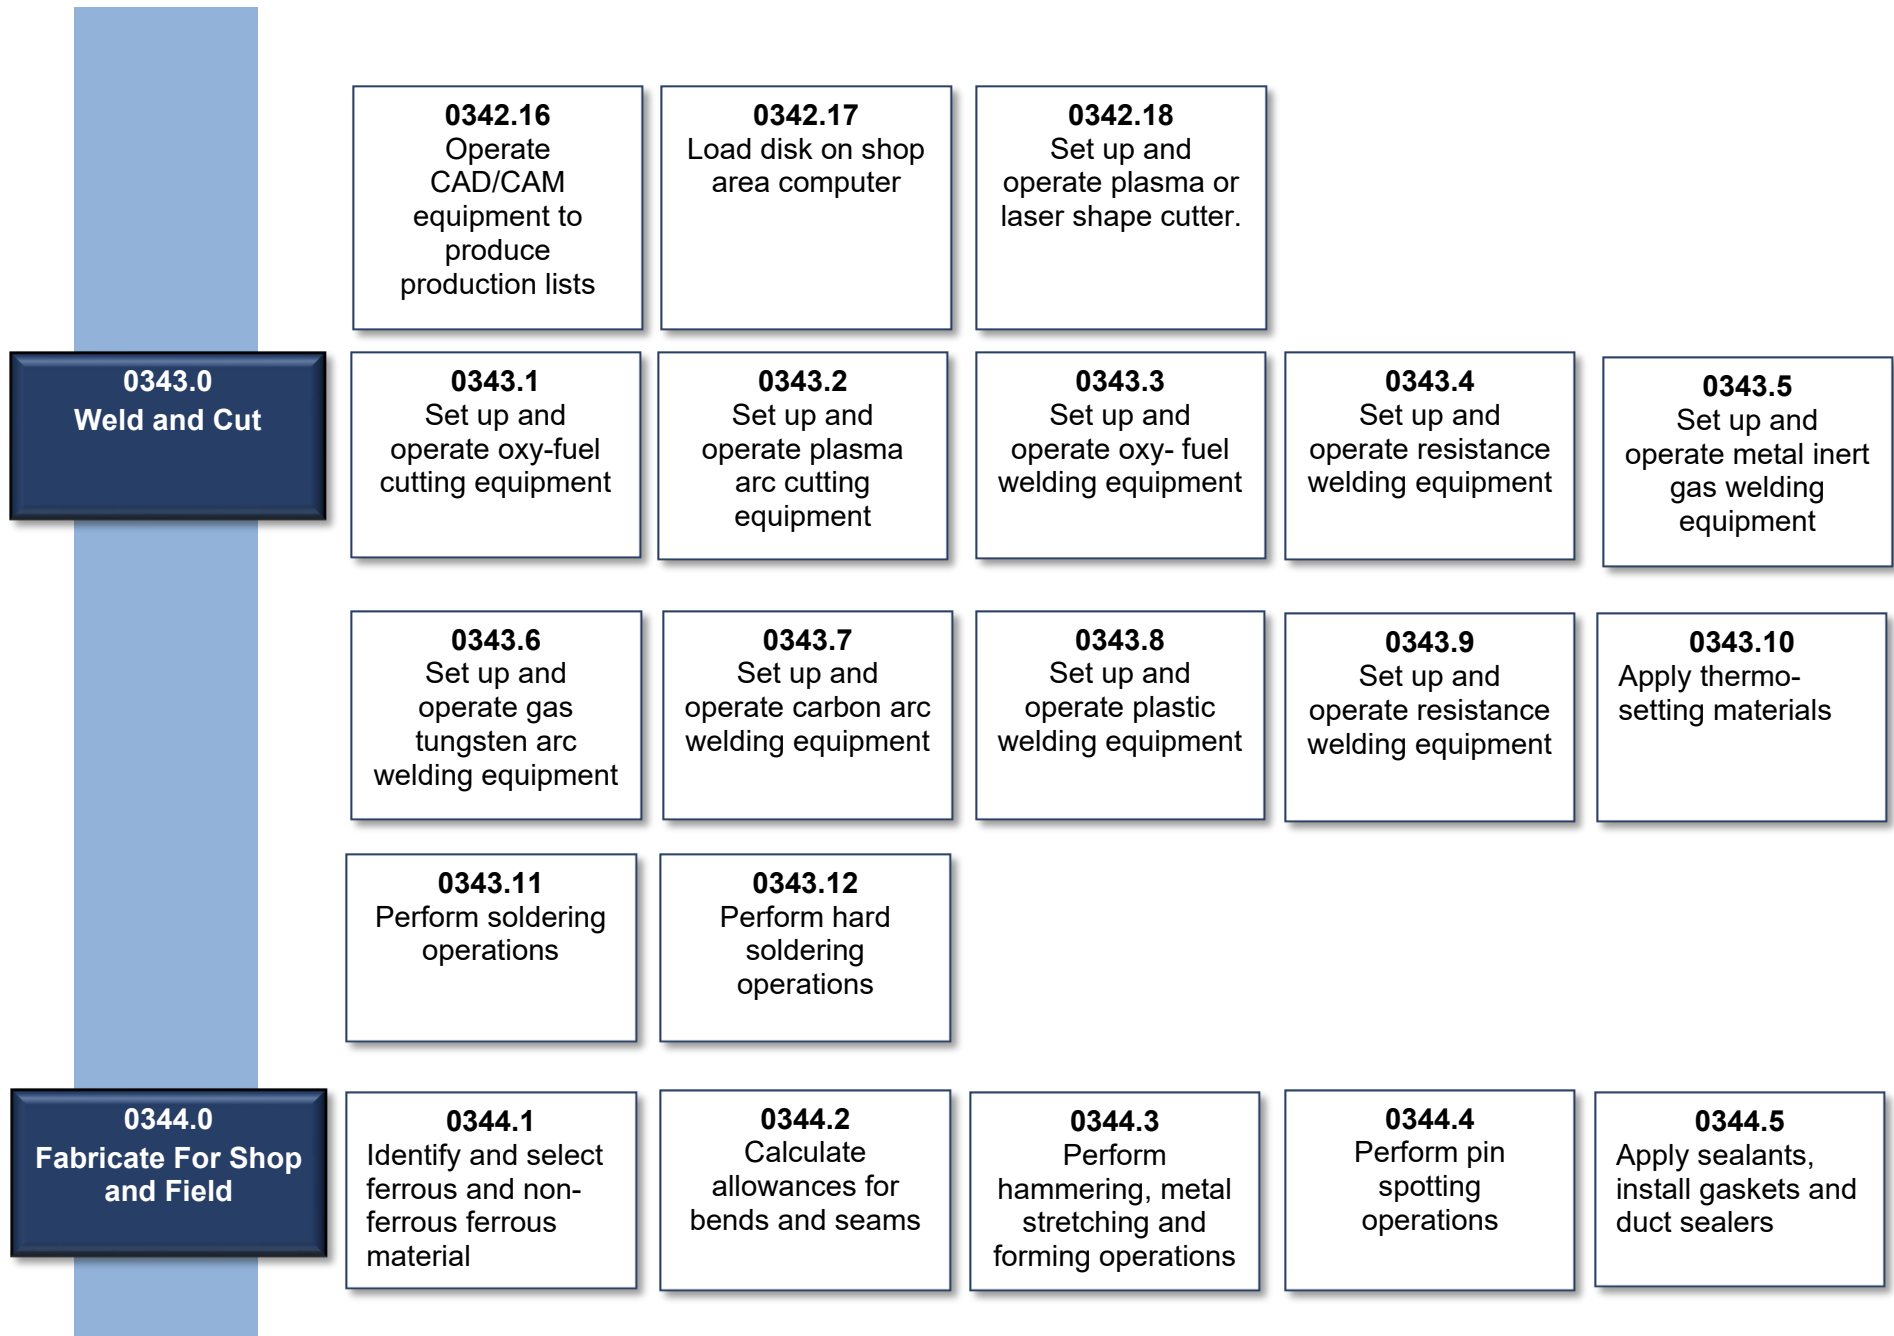 0342.16
Operate
CAD/CAM
equipment to
produce
production lists
0342.17
Load disk on shop
area computer
0342.18
Set up and
operate plasma or
laser shape cutter.
0343.0
Weld and Cut
0343.1
Set up and
operate oxy-fuel
cutting equipment
0343.2
Set up and
operate plasma
arc cutting
equipment
0343.3
Set up and
operate oxy- fuel
welding equipment
0343.4
Set up and
operate resistance
welding equipment
0343.5
Set up and
operate metal inert
gas welding
equipment
0343.6
Set up and
operate gas
tungsten arc
welding equipment
0343.7
Set up and
operate carbon arc
welding equipment
0343.8
Set up and
operate plastic
welding equipment
0343.9
Set up and
operate resistance
welding equipment
0343.10
Apply thermo-
setting materials
0343.11
Perform soldering
operations
0343.12
Perform hard
soldering
operations
0344.0
Fabricate For Shop
and Field
0344.1
Identify and select
ferrous and non-
ferrous ferrous
material
0344.2
Calculate
allowances for
bends and seams
0344.3
Perform
hammering, metal
stretching and
forming operations
0344.4
Perform pin
spotting
operations
0344.5
Apply sealants,
install gaskets and
duct sealers